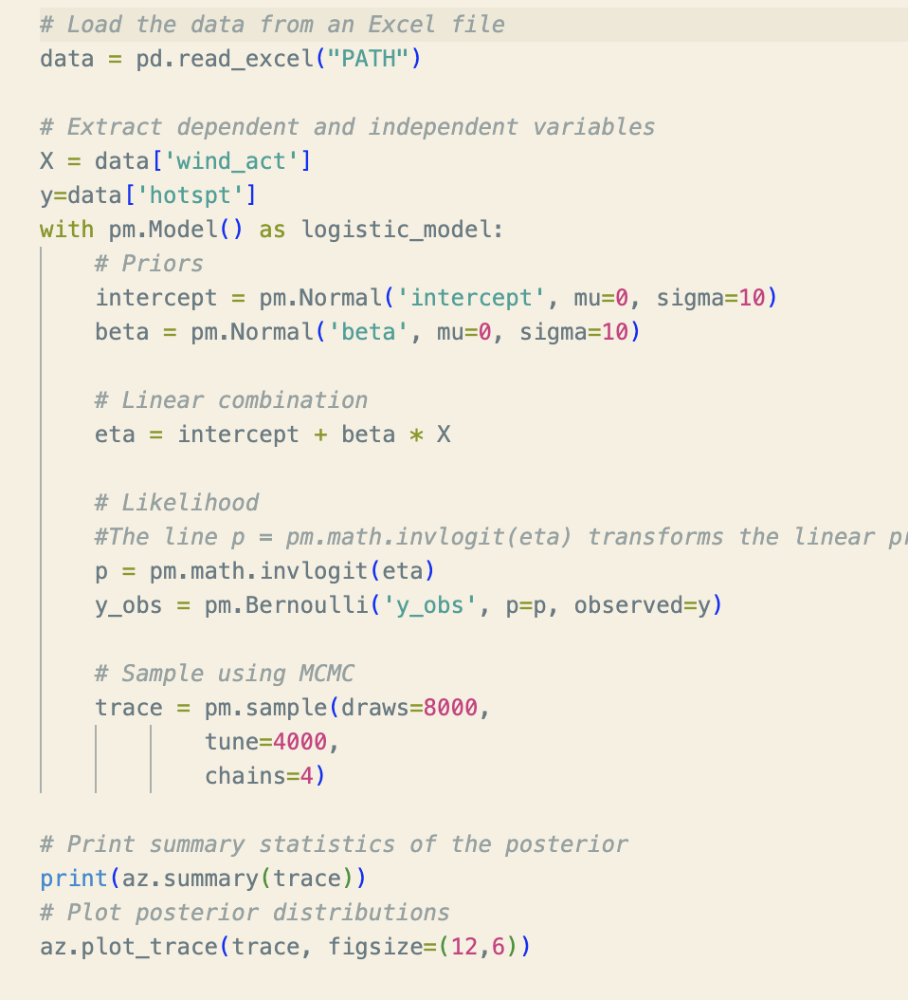 # Load the data from an Excel file
data = pd.read_excel("PATH")
# Extract dependent and independent variables
X = data['wind_act']
y=data['hotspt']
with pm.Model() as logistic_model:
# Priors
intercept = pm.Normal('intercept', mu=0, sigma=10)
beta = pm.Normal('beta', mu=0, sigma=10)
# Linear combination
eta = intercept + beta * X
# Likelihood
#The line p = pm.math.invlogit(eta) transforms the linear
p = pm.math.invlogit(eta)
y_obs = pm.Bernoulli('y_obs', p=p, observed=y)
# Sample using MCMC
trace = pm.sample(draws=8000,
tune=4000,
chains=4)
# Print summary statistics of the posterior
print(az.summary(trace))
# Plot posterior distributions
az.plot_trace(trace, figsize=(12,6))